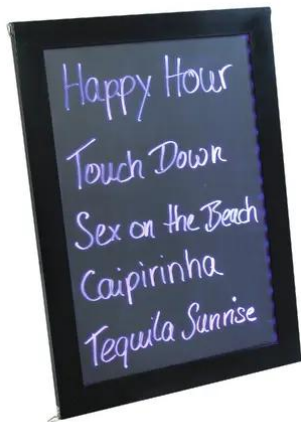 Happy Hour
Touch Down
Sex on the Beach
Caipirinha
Tequila Sunrise